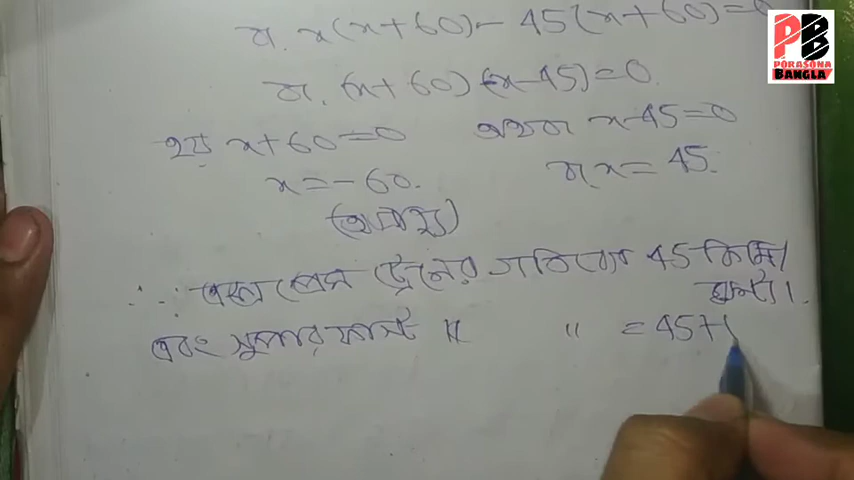 বা, x(x+60)-45(x+60)=0
PORASONA
BANGLA
বা, (x+60)(x-45)=0
হয় x+60=0 অথবা x-45=0
x=-60. বা, x=45.
(অগ্রাহ্য)
∴ এক্সপ্রেস ট্রেনের গতিবেগ 45 কিমি/
ঘন্টা।
এবং সুপারফাস্ট " " =45+1